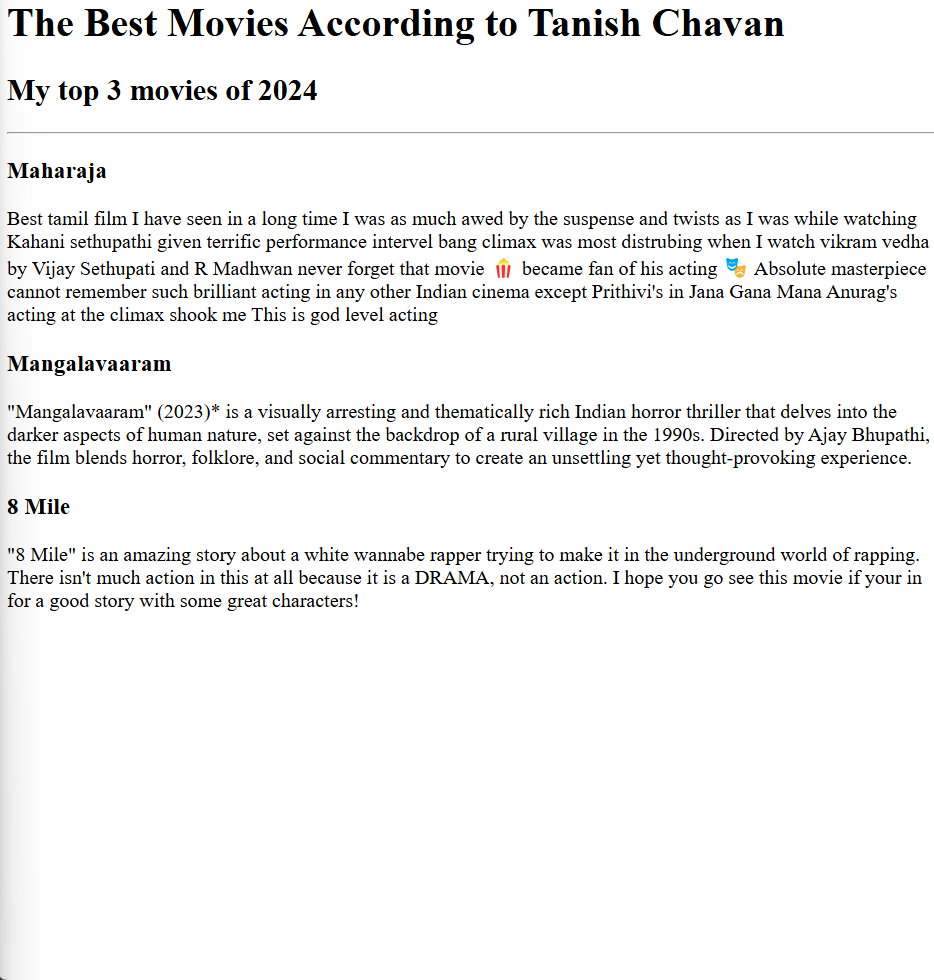 The Best Movies According to Tanish Chavan
My top 3 movies of 2024
Maharaja
Best tamil film I have seen in a long time I was as much awed by the suspense and twists as I was while watching
Kahani sethupathi given terrific performance intervel bang climax was most distrubing when I watch vikram vedha
by Vijay Sethupati and R Madhwan never forget that movie 🍿 became fan of his acting 🎭 Absolute masterpiece
cannot remember such brilliant acting in any other Indian cinema except Prithivi's in Jana Gana Mana Anurag's
acting at the climax shook me This is god level acting
Mangalavaaram
"Mangalavaaram" (2023)* is a visually arresting and thematically rich Indian horror thriller that delves into the
darker aspects of human nature, set against the backdrop of a rural village in the 1990s. Directed by Ajay Bhupathi,
the film blends horror, folklore, and social commentary to create an unsettling yet thought-provoking experience.
8 Mile
"8 Mile" is an amazing story about a white wannabe rapper trying to make it in the underground world of rapping.
There isn't much action in this at all because it is a DRAMA, not an action. I hope you go see this movie if your in
for a good story with some great characters!